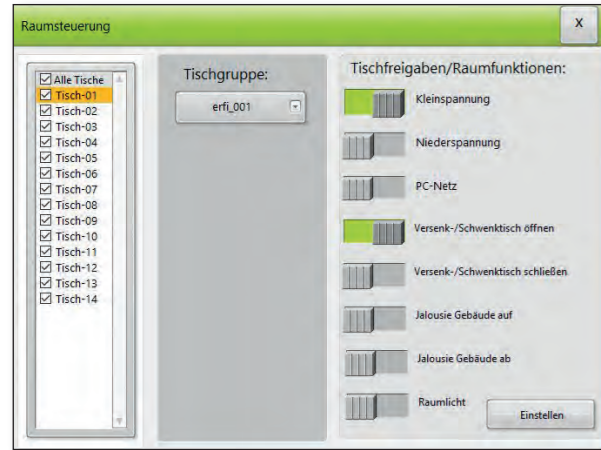 Raumsteuerung
X
Alle Tische
Tisch-01
Tisch-02
Tisch-03
Tisch-04
Tisch-05
Tisch-06
Tisch-07
Tisch-08
Tisch-09
Tisch-10
Tisch-11
Tisch-12
Tisch-13
Tisch-14
Tischgruppe:
erfi_001
Tischfreigaben/Raumfunktionen:
Kleinspannung
Niederspannung
PC-Netz
Versenk-/Schwenktisch öffnen
Versenk-/Schwenktisch schließen
Jalousie Gebäude auf
Jalousie Gebäude ab
Raumlicht
Einstellen